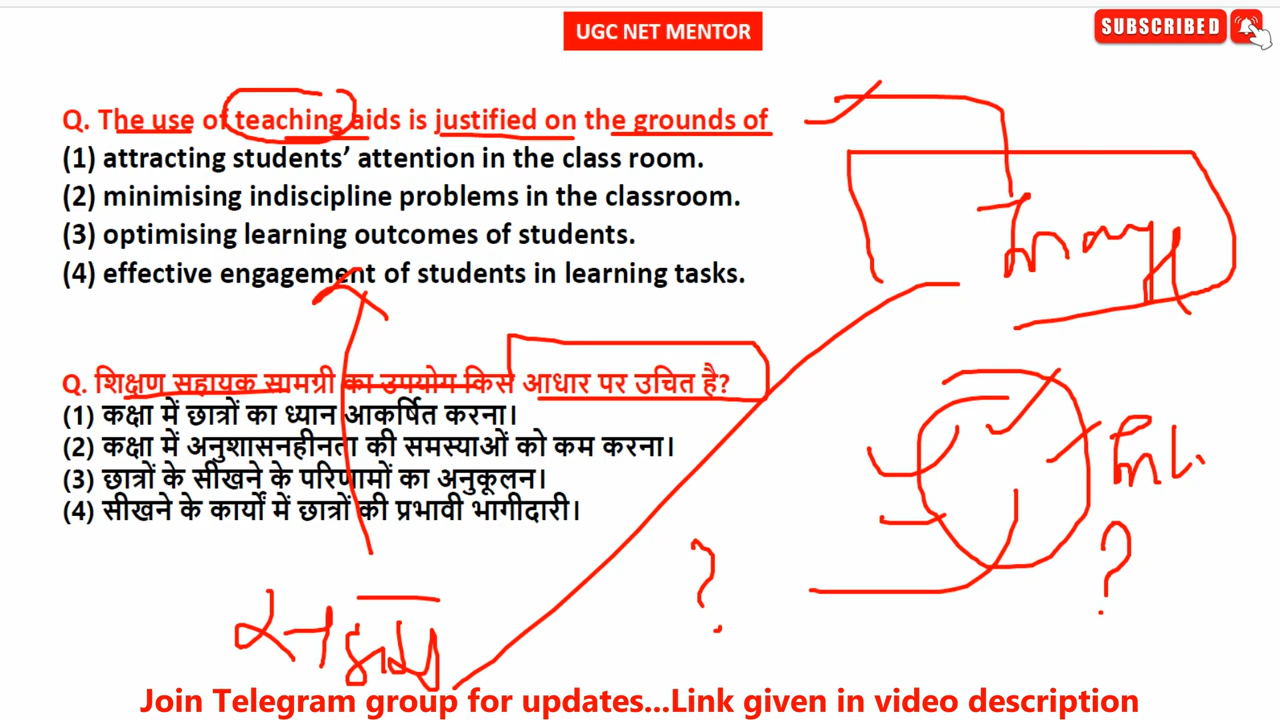 UGC NET MENTOR
SUBSCRIBED
Q. The use of teaching aids is justified on the grounds of
(1) attracting students’ attention in the class room.
(2) minimising indiscipline problems in the classroom.
(3) optimising learning outcomes of students.
(4) effective engagement of students in learning tasks.
Q. शिक्षण सहायक सामग्री का उपयोग किस आधार पर उचित है?
(1) कक्षा में छात्रों का ध्यान आकर्षित करना।
(2) कक्षा में अनुशासनहीनता की समस्याओं को कम करना।
(3) छात्रों के सीखने के परिणामों का अनुकूलन।
(4) सीखने के कार्यों में छात्रों की प्रभावी भागीदारी।
?
?
Join Telegram group for updates...Link given in video description